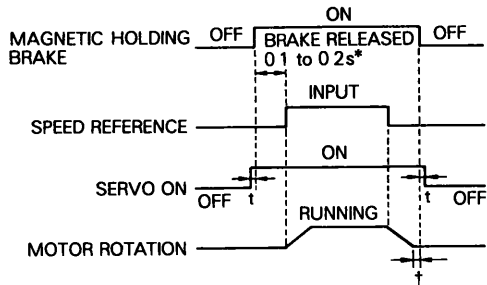 ON
MAGNETIC HOLDING BRAKE
OFF
BRAKE RELEASED
OFF
0 1 to 0 2s*
INPUT
SPEED REFERENCE
ON
SERVO ON
OFF
t
t
OFF
RUNNING
MOTOR ROTATION
t